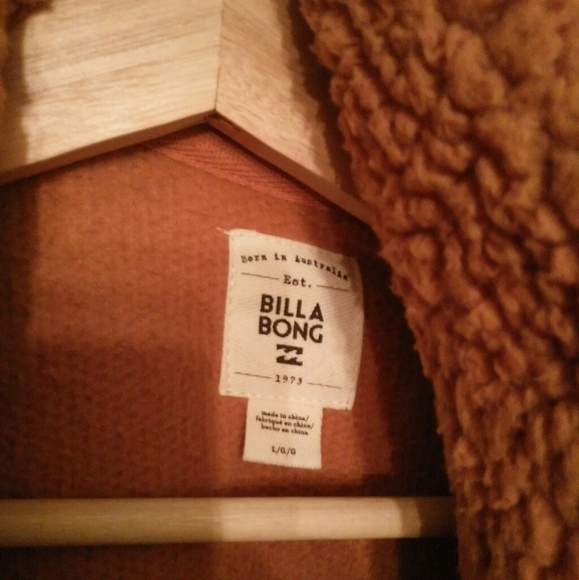 Born in Australia
Est.
BILLA
BONG
1973
made in china/
fabriqué en chine/
hecho en china
L/G/G